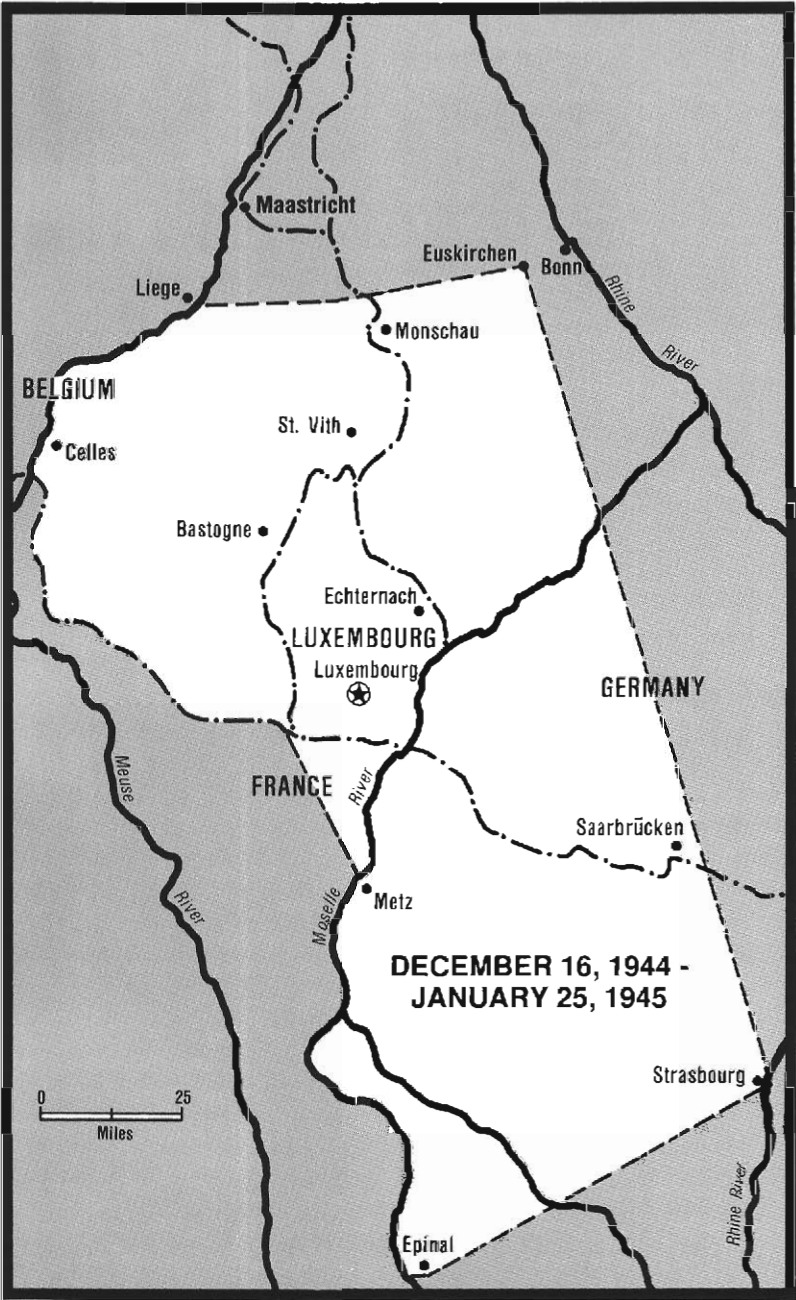 Maastricht
Euskirchen
Bonn
Liege
Rhine
River
Monschau
BELGIUM
St. Vith
Celles
Bastogne
Echternach
LUXEMBOURG
Luxembourg
GERMANY
Meuse
River
FRANCE
River
Saarbrücken
Moselle
Metz
DECEMBER 16, 1944 -
JANUARY 25, 1945
Strasbourg
0 25
Miles
Rhine River
Epinal